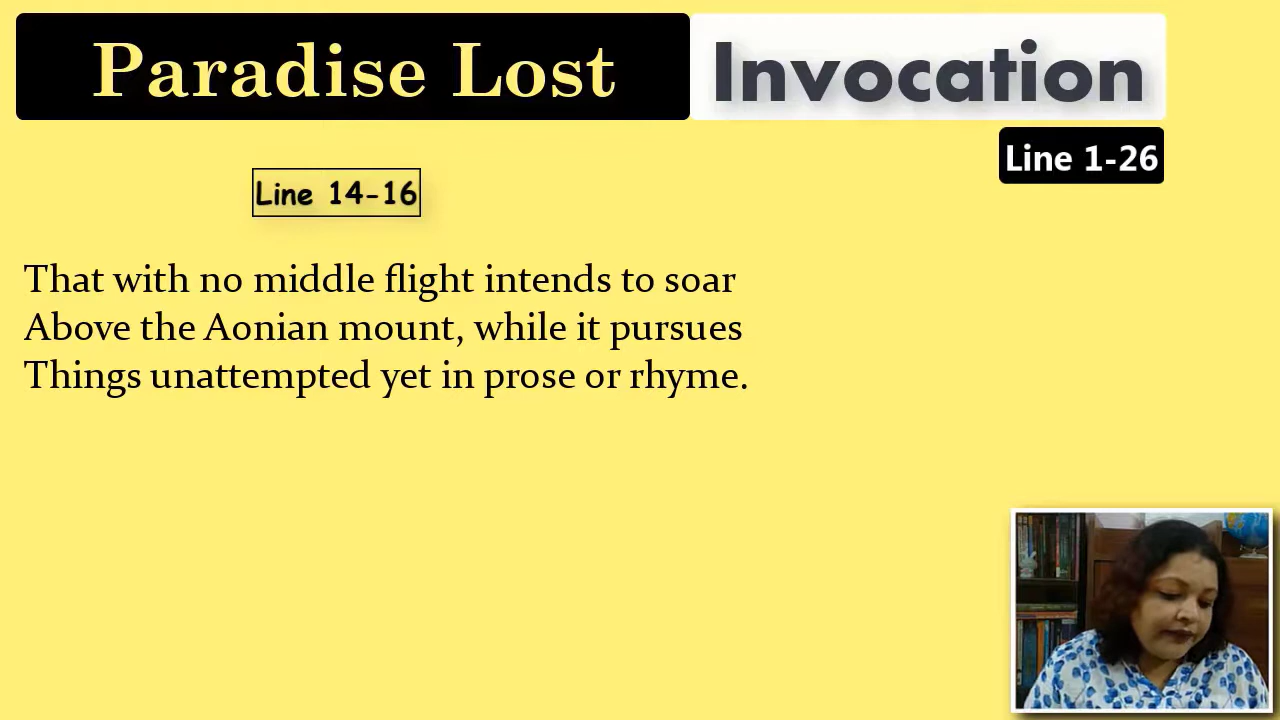 Paradise Lost
Invocation
Line 1-26
Line 14-16
That with no middle flight intends to soar
Above the Aonian mount, while it pursues
Things unattempted yet in prose or rhyme.